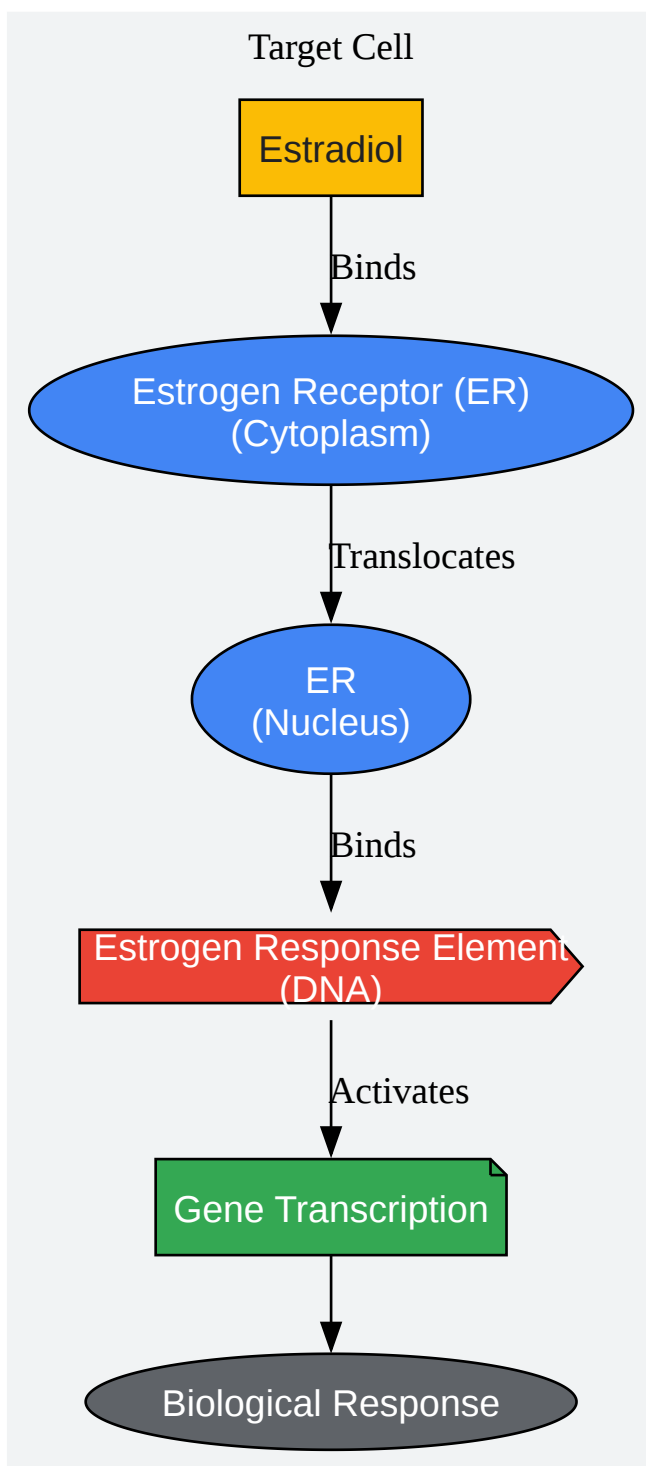 Target Cell
Estradiol
Binds
Estrogen Receptor (ER)
(Cytoplasm)
Translocates
ER
(Nucleus)
Binds
Estrogen Response Element
(DNA)
Activates
Gene Transcription
Biological Response